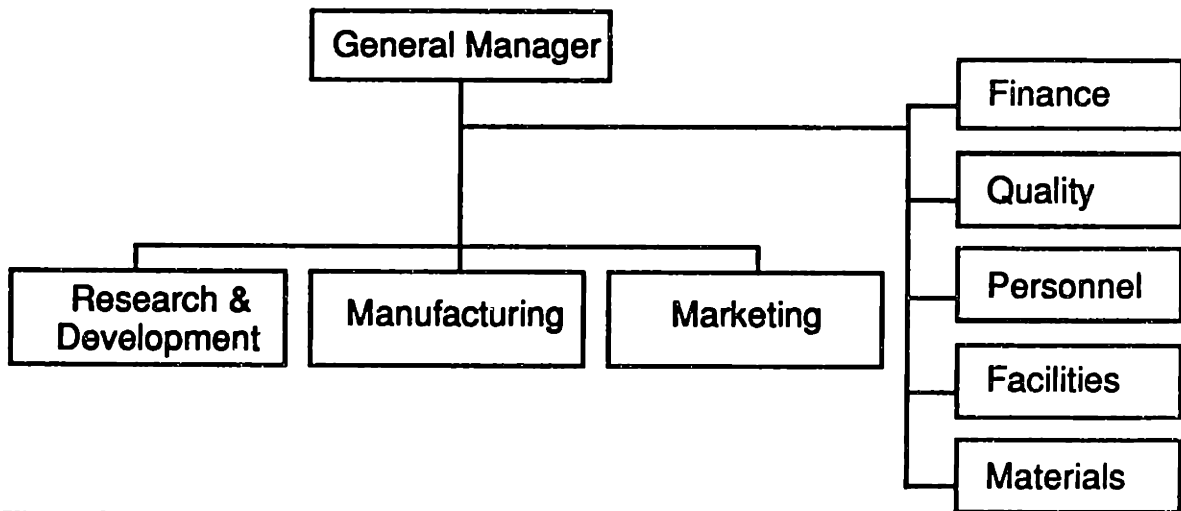 General Manager
Finance
Quality
Personnel
Facilities
Materials
Research &
Development
Manufacturing
Marketing